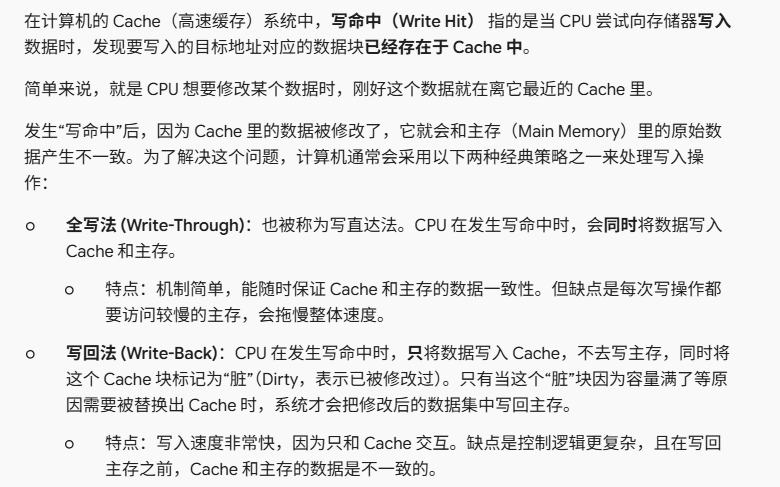 在计算机的 Cache（高速缓存）系统中，写命中（Write Hit） 指的是当 CPU 尝试向存储器写入
数据时，发现要写入的目标地址对应的数据块已经存在于 Cache 中。
简单来说，就是 CPU 想要修改某个数据时，刚好这个数据就在离它最近的 Cache 里。
发生“写命中”后，因为 Cache 里的数据被修改了，它就会和主存（Main Memory）里的原始数
据产生不一致。为了解决这个问题，计算机通常会采用以下两种经典策略之一来处理写入操
作：
全写法 (Write-Through)：也被称为写直达法。CPU 在发生写命中时，会同时将数据写入
Cache 和主存。
特点：机制简单，能随时保证 Cache 和主存的数据一致性。但缺点是每次写操作都
要访问较慢的主存，会拖慢整体速度。
写回法 (Write-Back)：CPU 在发生写命中时，只将数据写入 Cache，不去写主存，同时将
这个 Cache 块标记为“脏”（Dirty，表示已被修改过）。只有当这个“脏”块因为容量满了等原
因需要被替换出 Cache 时，系统才会把修改后的数据集中写回主存。
特点：写入速度非常快，因为只和 Cache 交互。缺点是控制逻辑更复杂，且在写回
主存之前，Cache 和主存的数据是不一致的。